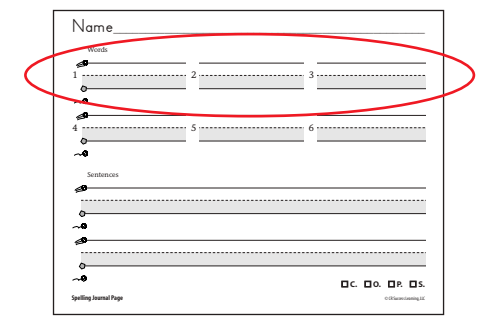 Name
Words
1 2 3
4 5 6
Sentences
C. O. P. S.
Spelling Journal Page